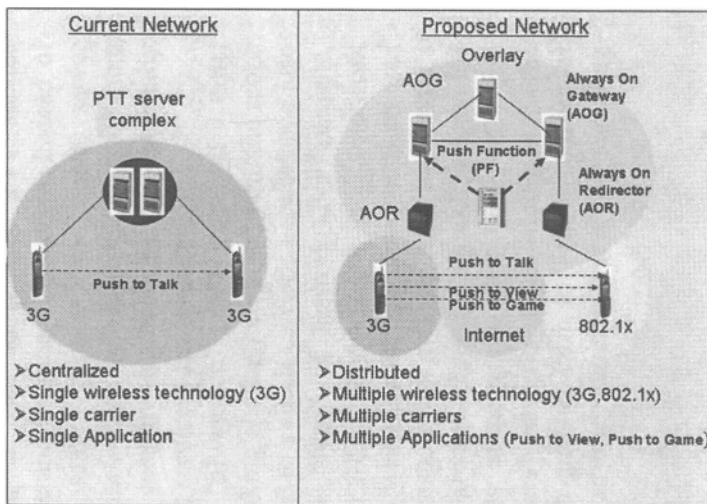 Current Network
PTT server
complex
Push to Talk
3G
3G
➢Centralized
➢Single wireless technology (3G)
➢Single carrier
➢Single Application
Proposed Network
Overlay
AOG
Always On
Gateway
(AOG)
Push Function
(PF)
Always On
Redirector
(AOR)
AOR
Push to Talk
Push to View
Push to Game
3G
Internet
802.1x
➢Distributed
➢Multiple wireless technology (3G,802.1x)
➢Multiple carriers
➢Multiple Applications (Push to View, Push to Game)